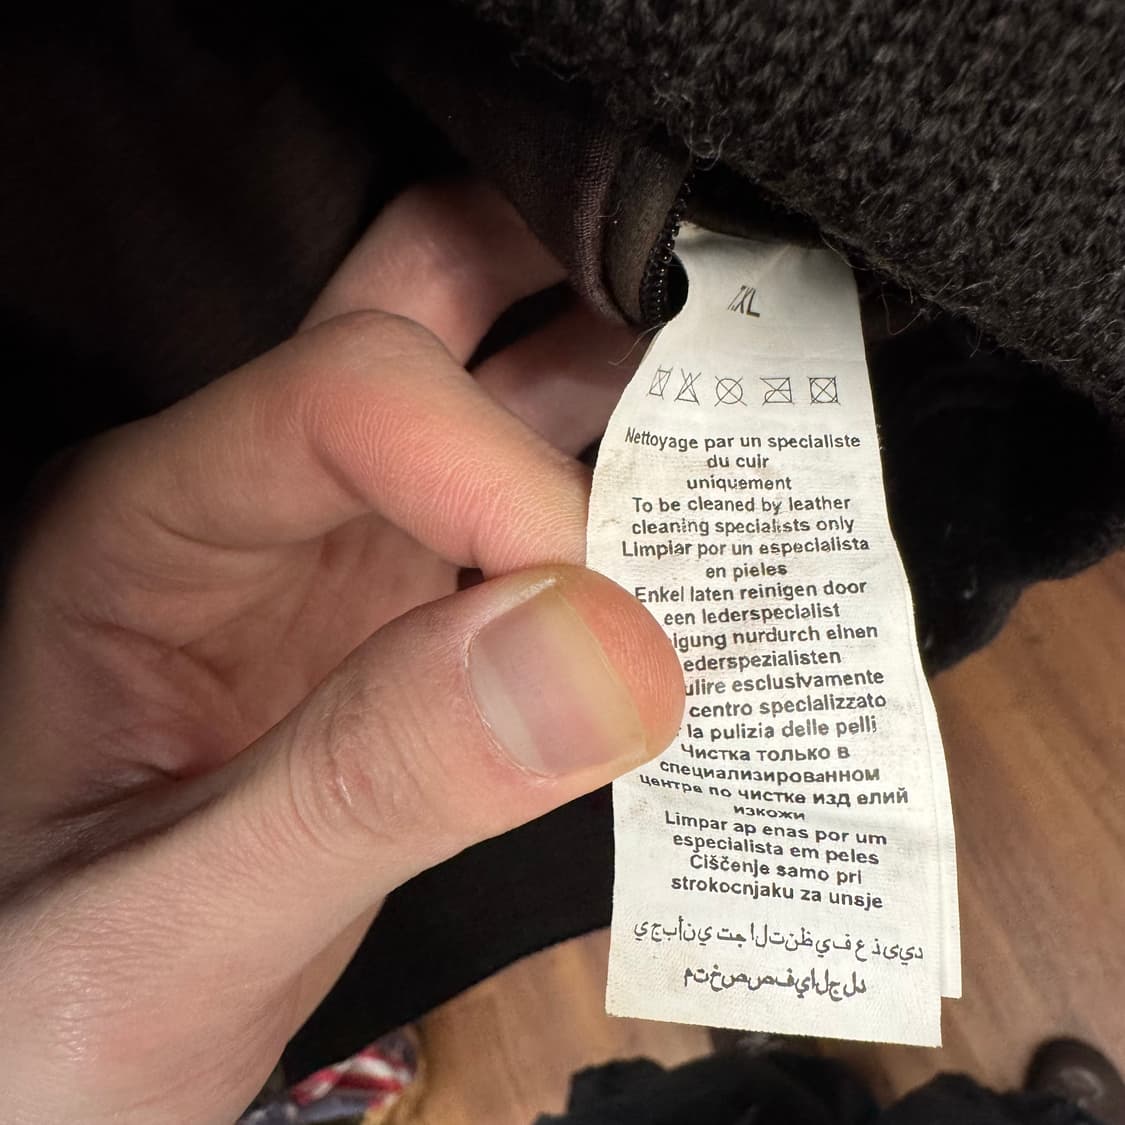 XL
Nettoyage par un specialiste
du cuir
uniquement
To be cleaned by leather
cleaning specialists only
Limpiar por un especialista
en pieles
Enkel laten reinigen door
een lederspecialist
igung nurdurch einen
ederspezialisten
ulire esclusivamente
centro specializzato
la pulizia delle pelli
Чистка только в
специализированном
центре по чистке изд елий
изкожи
Limpar ap enas por um
especialista em peles
Čiščenje samo pri
strokocnjaku za unsje